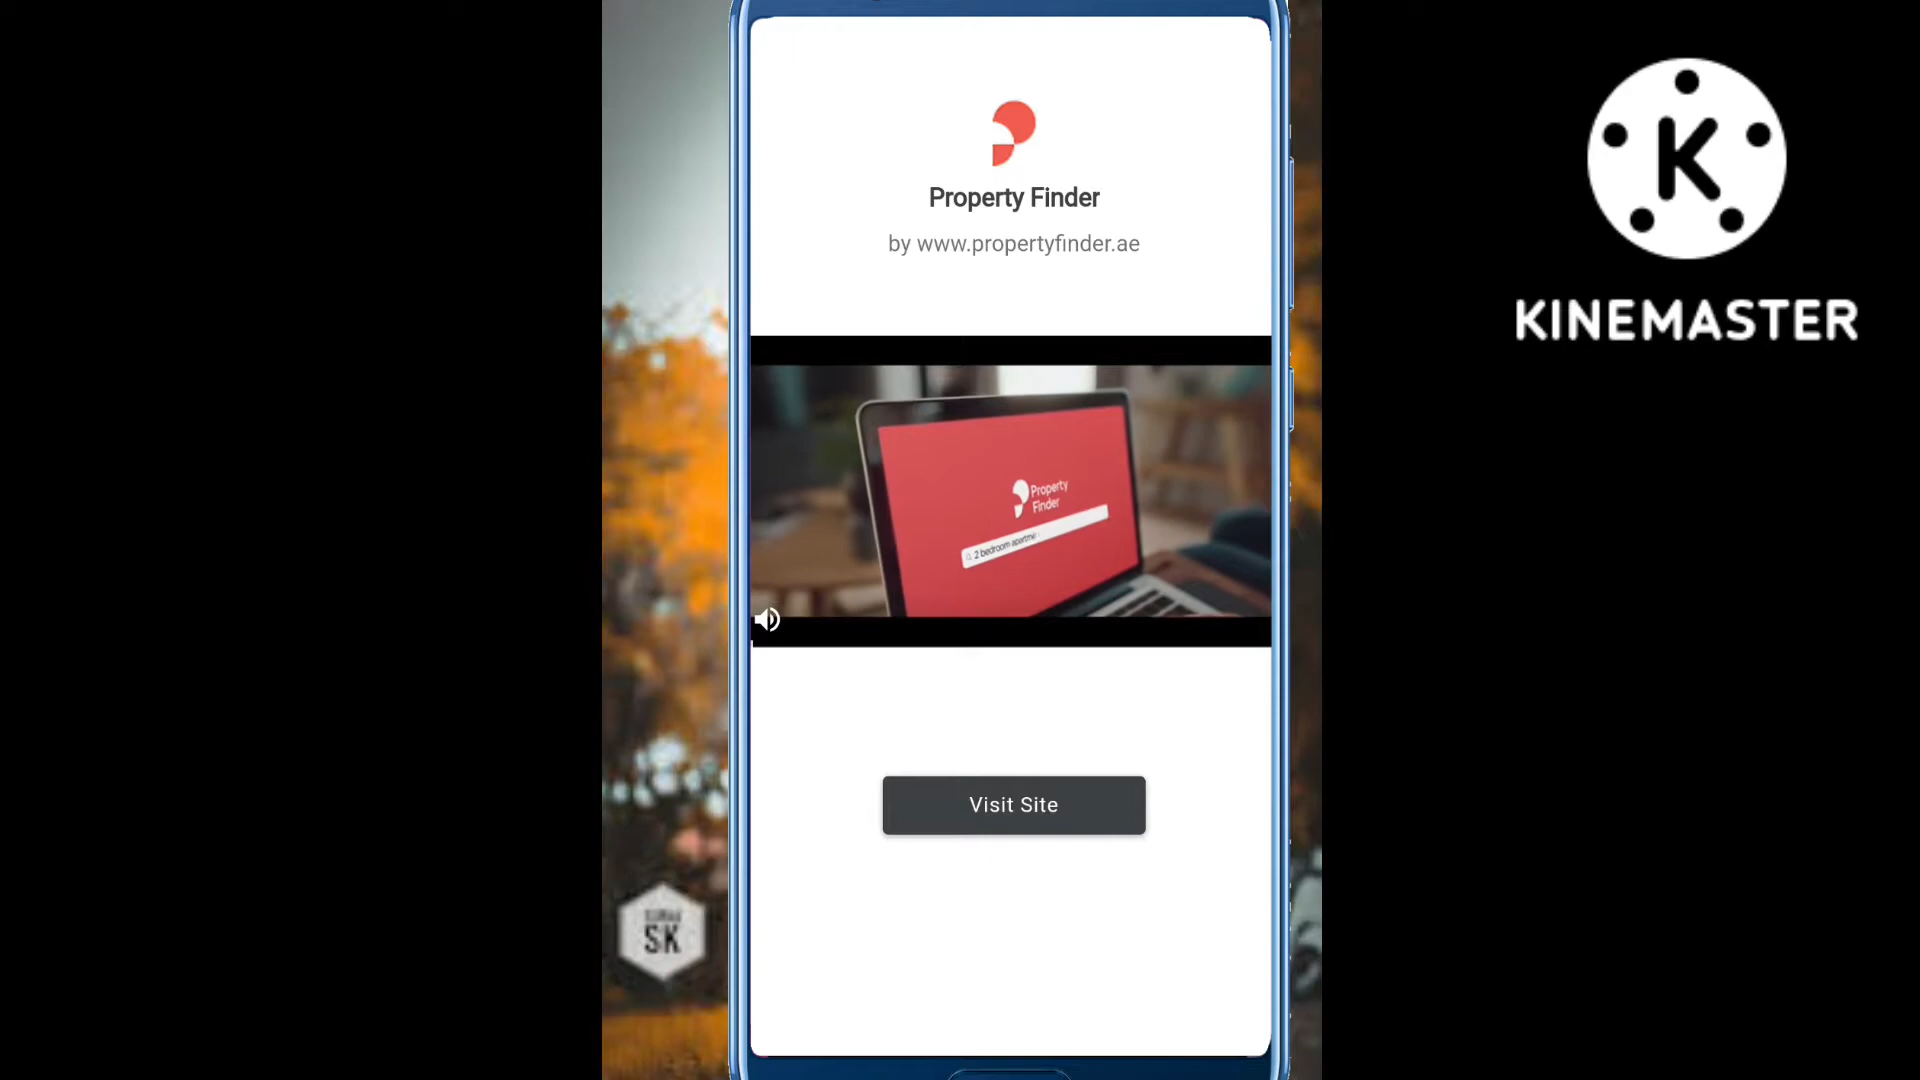 Property Finder
by www.propertyfinder.ae
Property
Finder
2 bedroom apartme
Visit Site
SK
K
KINEMASTER